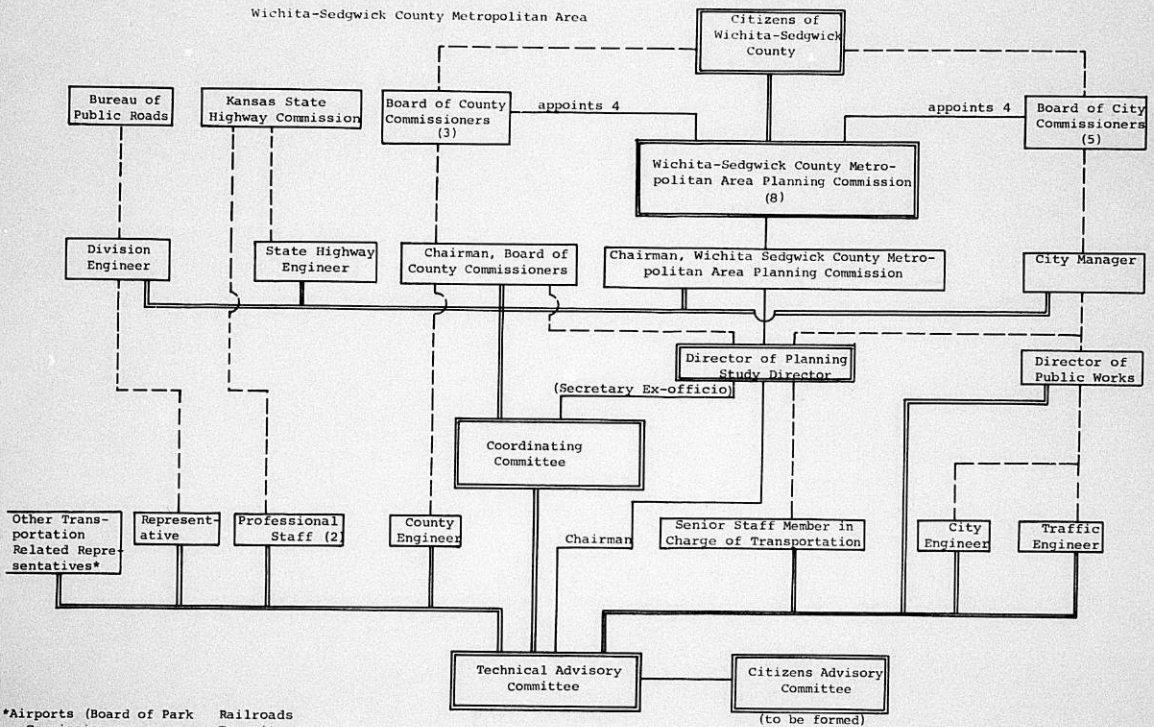 Wichita-Sedgwick County Metropolitan Area
Citizens of
Wichita-Sedgwick
County
Bureau of
Public Roads
Kansas State
Highway Commission
Board of County
Commissioners
(3)
appoints 4
appoints 4
Board of City
Commissioners
(5)
Wichita-Sedgwick County Metro-
politan Area Planning Commission
(8)
Division
Engineer
State Highway
Engineer
Chairman, Board of
County Commissioners
Chairman, Wichita Sedgwick County Metro-
politan Area Planning Commission
City Manager
Director of Planning
Study Director
Director of
Public Works
(Secretary Ex-officio)
Coordinating
Committee
Other Trans-
portation
Related Repre-
sentatives*
Represent-
ative
Professional
Staff (2)
County
Engineer
Chairman
Senior Staff Member in
Charge of Transportation
City
Engineer
Traffic
Engineer
Technical Advisory
Committee
Citizens Advisory
Committee
(to be formed)
*Airports (Board of Park Railroads